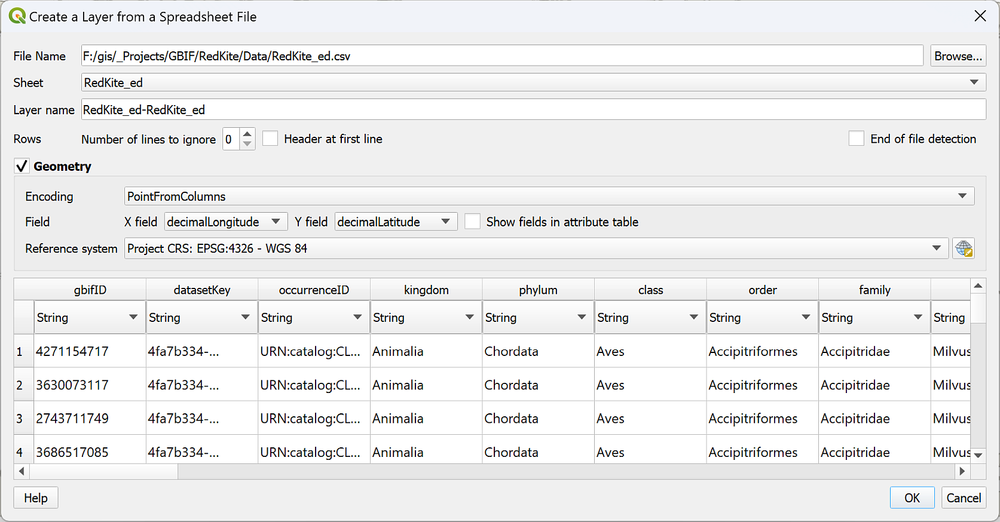 Create a Layer from a Spreadsheet File
File Name F:/gis/_Projects/GBIF/RedKite/Data/RedKite_ed.csv Browse...
Sheet RedKite_ed
Layer name RedKite_ed-RedKite_ed
Rows Number of lines to ignore 0 Header at first line End of file detection
Geometry
Encoding PointFromColumns
Field X field decimalLongitude Y field decimalLatitude Show fields in attribute table
Reference system Project CRS: EPSG:4326 - WGS 84
gbifID datasetKey occurrenceID kingdom phylum class order family
String String String String String String String String String
1 4271154717 4fa7b334-... URN:catalog:CL... Animalia Chordata Aves Accipitriformes Accipitridae Milvus
2 3630073117 4fa7b334-... URN:catalog:CL... Animalia Chordata Aves Accipitriformes Accipitridae Milvus
3 2743711749 4fa7b334-... URN:catalog:CL... Animalia Chordata Aves Accipitriformes Accipitridae Milvus
4 3686517085 4fa7b334-... URN:catalog:CL... Animalia Chordata Aves Accipitriformes Accipitridae Milvus
Help OK Cancel